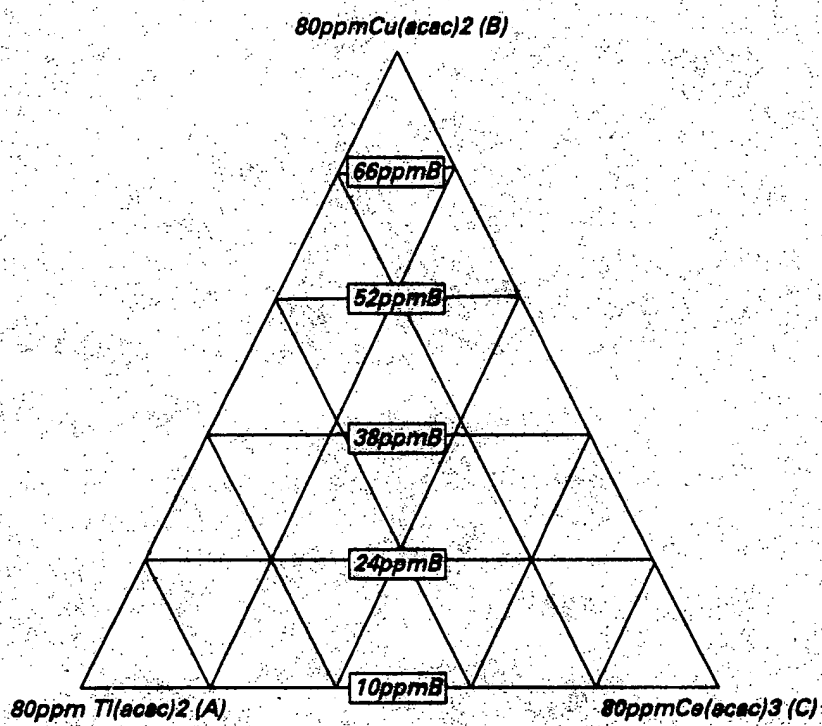 80ppmCu(acac)2 (B)
66ppmB
52ppmB
38ppmB
24ppmB
10ppmB
80ppm Ti(acac)2 (A)
80ppmCe(acac)3 (C)